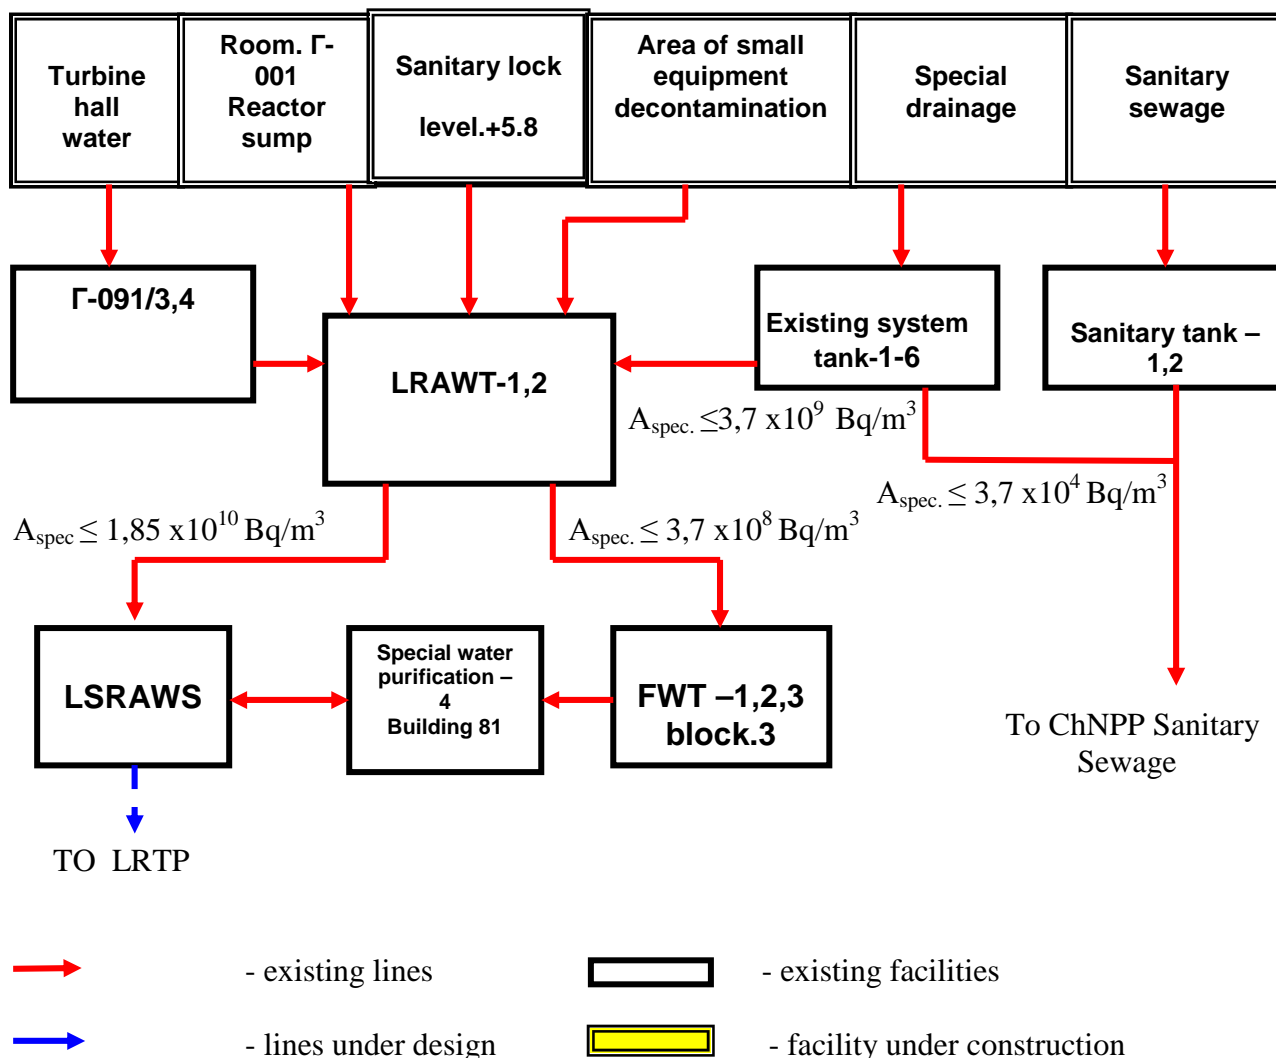 Turbine
hall
water
Room. Г-
001
Reactor
sump
Sanitary lock
level.+5.8
Area of small
equipment
decontamination
Special
drainage
Sanitary
sewage
Г-091/3,4
LRAWT-1,2
Existing system
tank-1-6
Sanitary tank –
1,2
Aspec. ≤3,7 x10⁹ Bq/m³
Aspec. ≤ 3,7 x10⁴ Bq/m³
Aspec ≤ 1,85 x10¹⁰ Bq/m³
Aspec. ≤ 3,7 x10⁸ Bq/m³
LSRAWS
Special water
purification –
4
Building 81
FWT –1,2,3
block.3
To ChNPP Sanitary
Sewage
TO LRTP
- existing lines
- existing facilities
- lines under design
- facility under construction